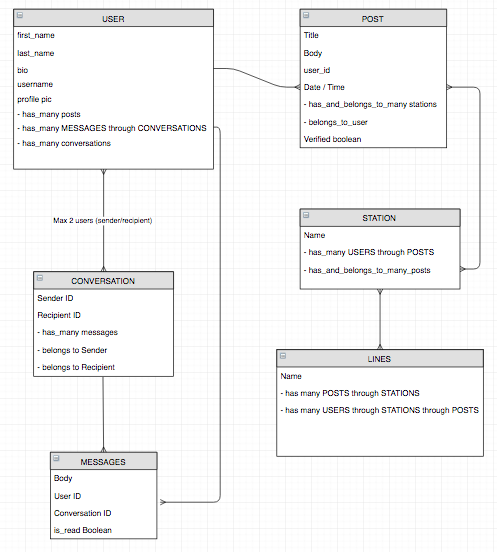 USER
first_name
last_name
bio
username
profile pic
- has_many posts
- has_many MESSAGES through CONVERSATIONS
- has_many conversations
POST
Title
Body
user_id
Date / Time
- has_and_belongs_to_many stations
- belongs_to_user
Verified boolean
Max 2 users (sender/recipient)
STATION
Name
- has_many USERS through POSTS
- has_and_belongs_to_many_posts
CONVERSATION
Sender ID
Recipient ID
- has_many messages
- belongs to Sender
- belongs to Recipient
LINES
Name
- has many POSTS through STATIONS
- has many USERS through STATIONS through POSTS
MESSAGES
Body
User ID
Conversation ID
is_read Boolean